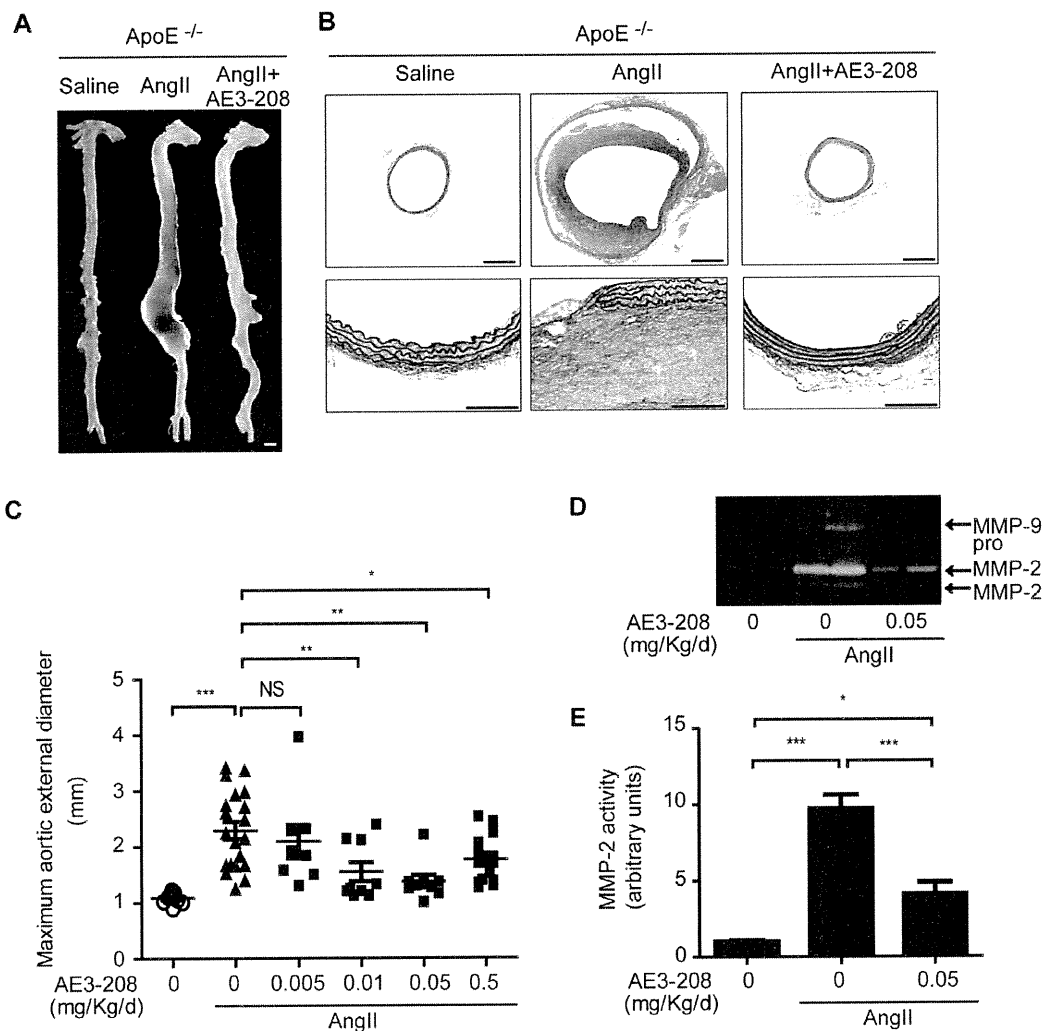 A
ApoE -/-
Saline AngII AngII+
AE3-208
B
ApoE -/-
Saline AngII AngII+AE3-208
C
Maximum aortic external diameter
(mm)
5
4
3
2
1
0
*
**
**
*** NS
AE3-208
(mg/Kg/d)
0 0 0.005 0.01 0.05 0.5
AngII
D
MMP-9
pro
MMP-2
MMP-2
AE3-208
(mg/Kg/d)
0 0 0.05
AngII
E
MMP-2 activity
(arbitrary units)
15
10
5
0
*
*** ***
AE3-208
(mg/Kg/d)
0 0 0.05
AngII